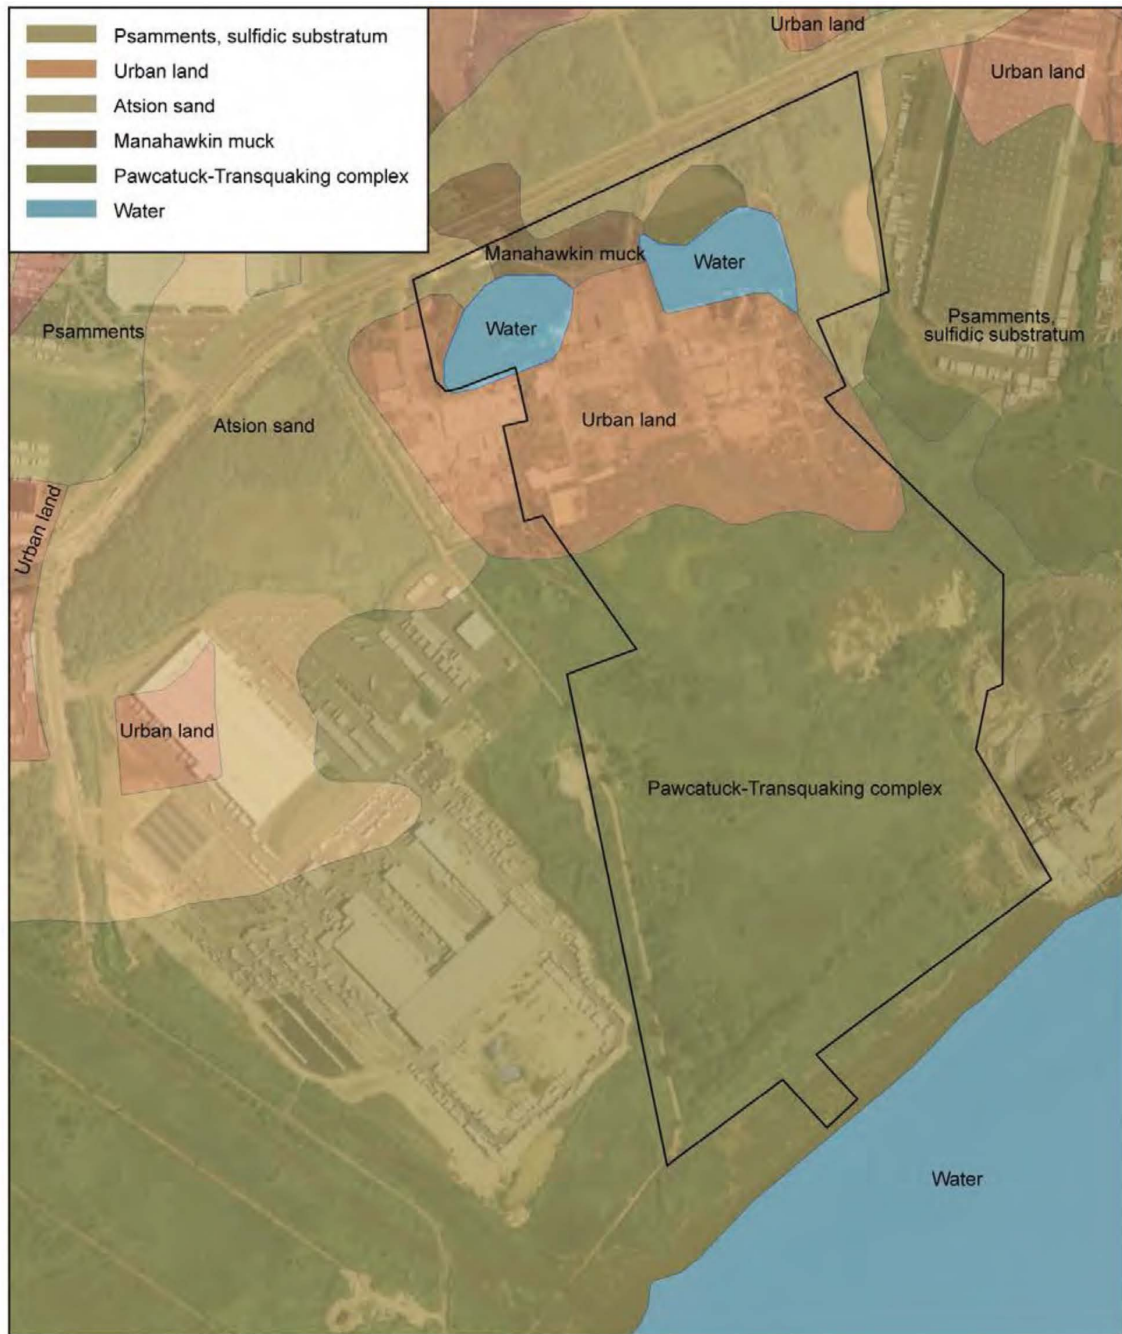 Psamments, sulfidic substratum
Urban land
Atsion sand
Manahawkin muck
Pawcatuck-Transquaking complex
Water
Urban land
Urban land
Manahawkin muck
Water
Water
Psamments
Psamments,
sulfidic substratum
Atsion sand
Urban land
Urban land
Urban land
Pawcatuck-Transquaking complex
Water